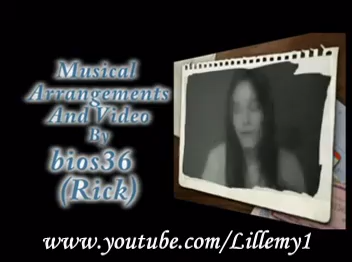 Musical
Arrangements
And Video
By
bios36
(Rick)
www.youtube.com/Lillemy1